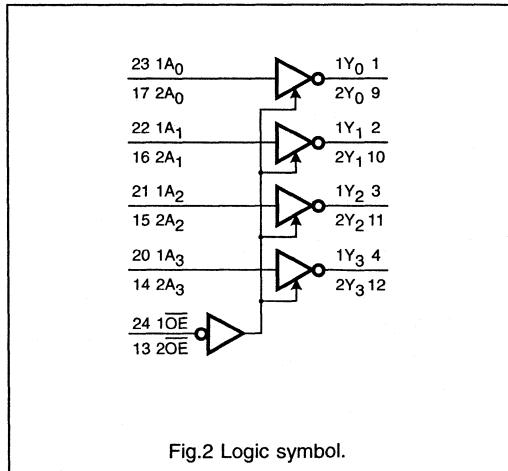 23 1A0 1Y0 1
17 2A0 2Y0 9
22 1A1 1Y1 2
16 2A1 2Y1 10
21 1A2 1Y2 3
15 2A2 2Y2 11
20 1A3 1Y3 4
14 2A3 2Y3 12
24 1O̅E̅
13 2O̅E̅
Fig.2 Logic symbol.